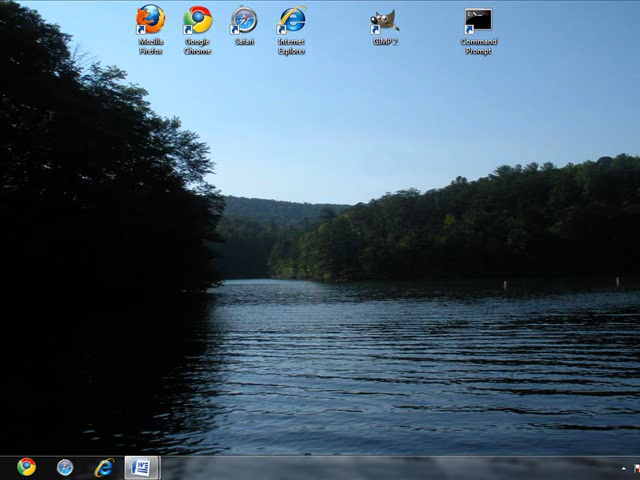 Mozilla
Firefox
Google
Chrome
Safari
Internet
Explorer
GIMP 2
Command
Prompt